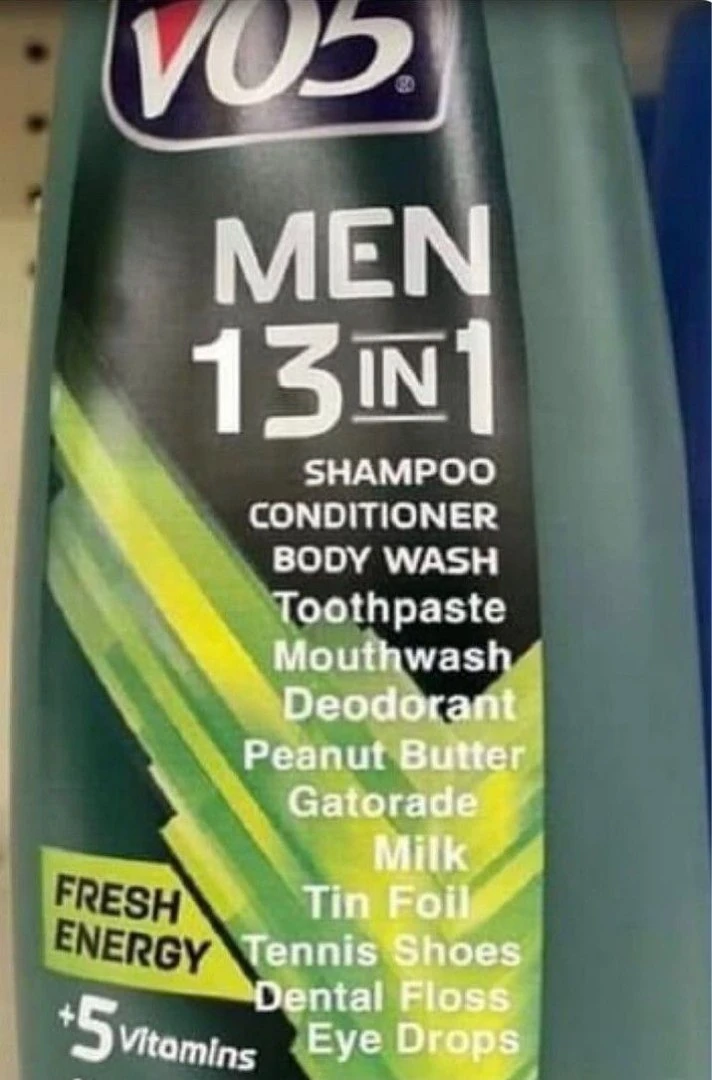 VO5®
MEN
13 IN 1
SHAMPOO
CONDITIONER
BODY WASH
Toothpaste
Mouthwash
Deodorant
Peanut Butter
Gatorade
Milk
Tin Foil
Tennis Shoes
Dental Floss
Eye Drops
FRESH
ENERGY
+5 Vitamins